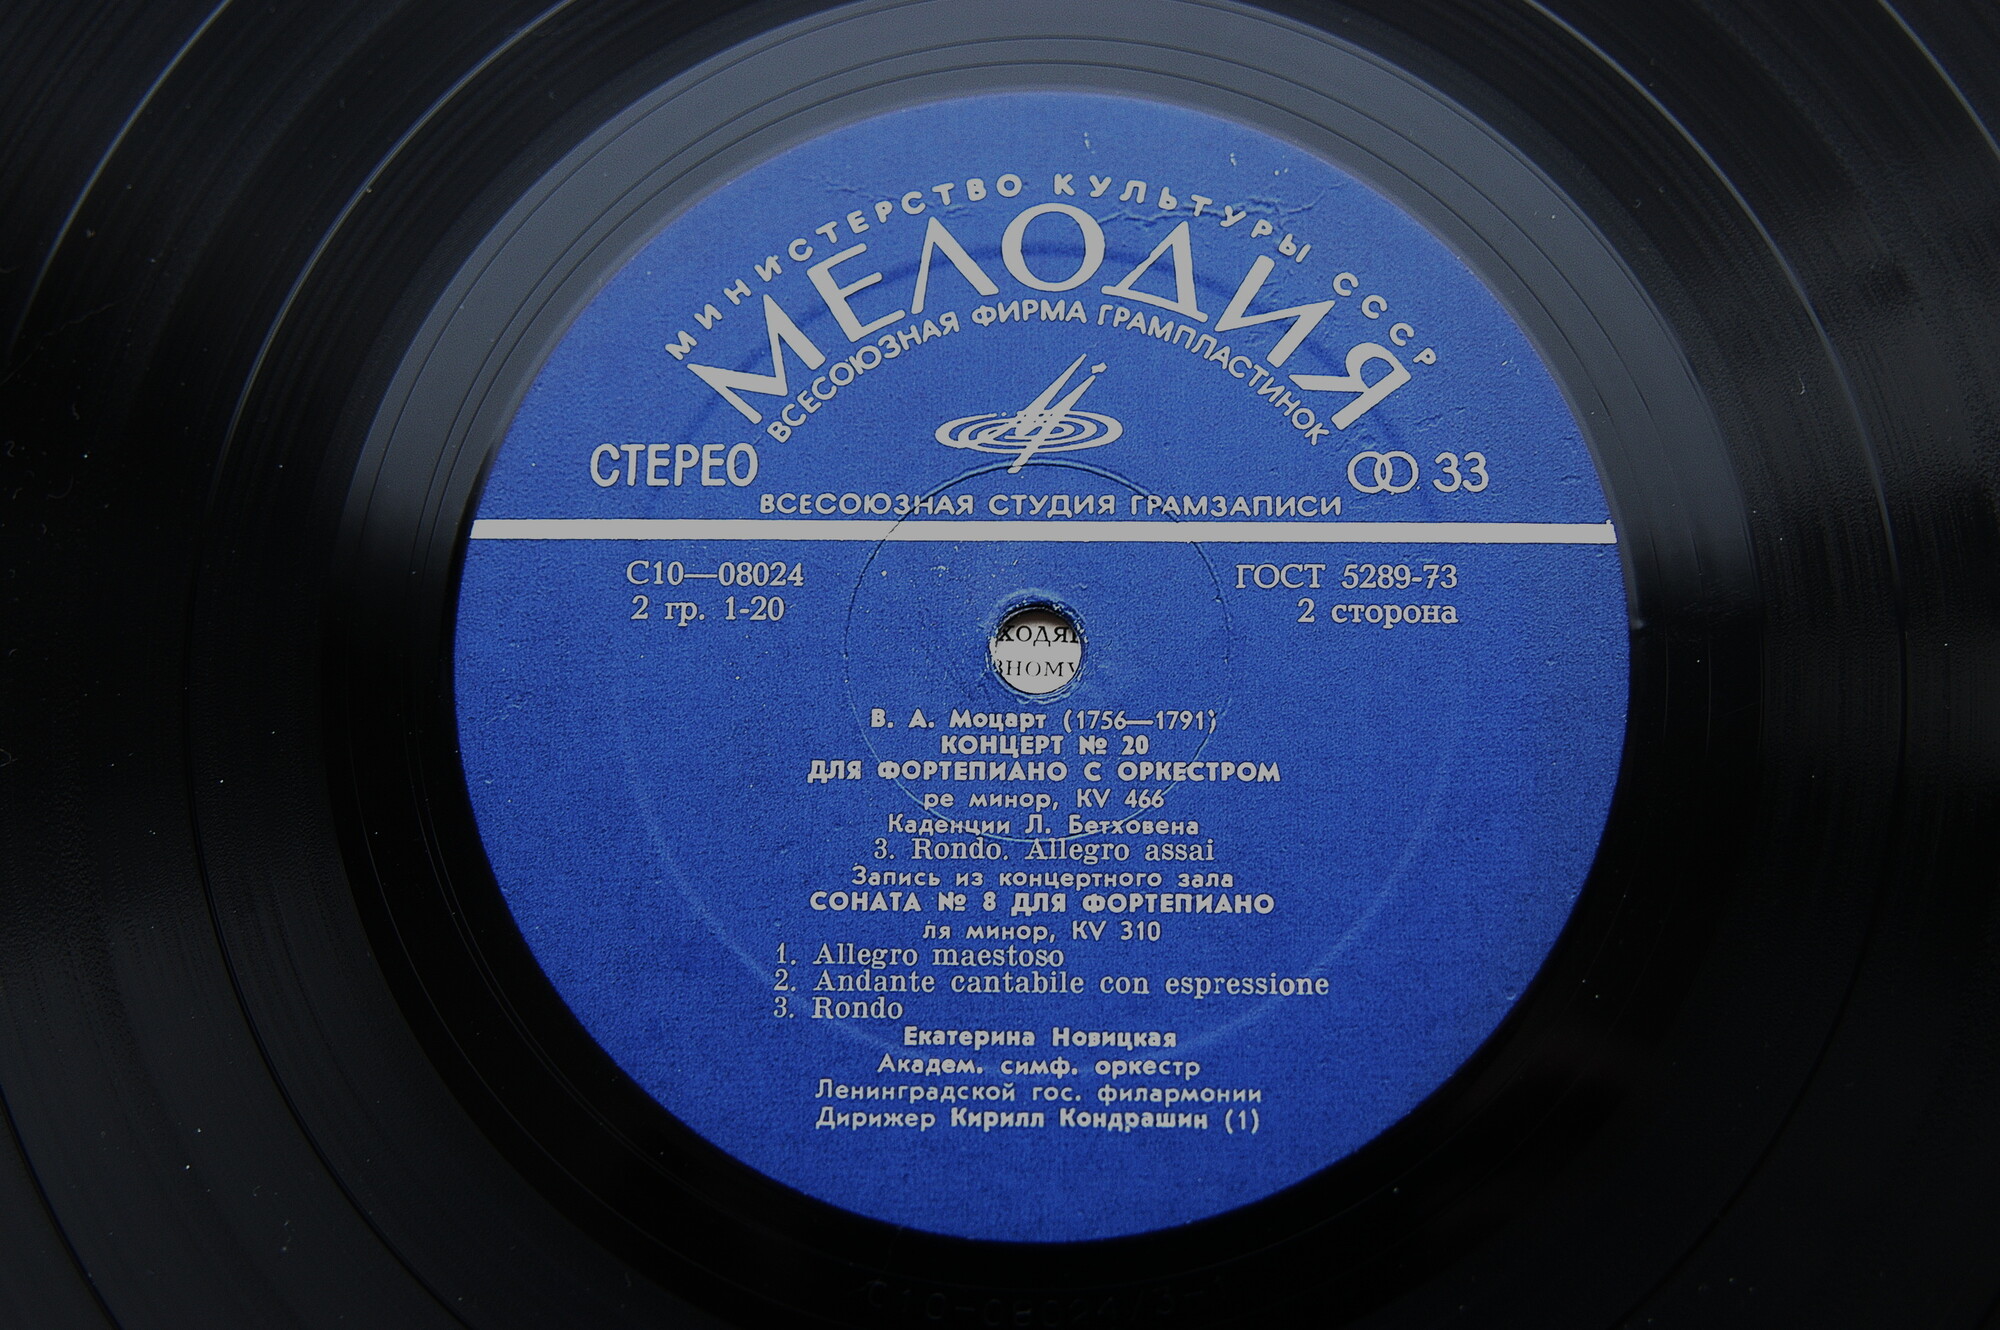 МИНИСТЕРСТВО КУЛЬТУРЫ СССР
МЕЛОДИЯ
ВСЕСОЮЗНАЯ ФИРМА ГРАМПЛАСТИНОК
СТЕРЕО
33
ВСЕСОЮЗНАЯ СТУДИЯ ГРАМЗАПИСИ
С10—08024
ГОСТ 5289-73
2 гр. 1-20
2 сторона
В. А. Моцарт (1756—1791)
КОНЦЕРТ № 20
ДЛЯ ФОРТЕПИАНО С ОРКЕСТРОМ
ре минор, KV 466
Каденции Л. Бетховена
3. Rondo. Allegro assai
Запись из концертного зала
СОНАТА № 8 ДЛЯ ФОРТЕПИАНО
ля минор, KV 310
1. Allegro maestoso
2. Andante cantabile con espressione
3. Rondo
Екатерина Новицкая
Академ. симф. оркестр
Ленинградской гос. филармонии
Дирижер Кирилл Кондрашин (1)